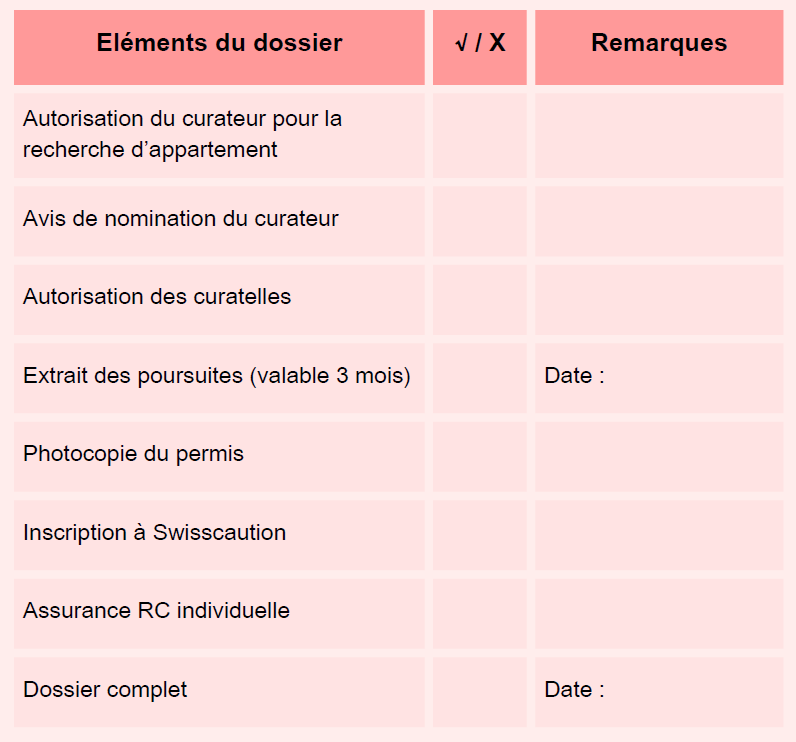 Eléments du dossier
√ / X
Remarques
Autorisation du curateur pour la
recherche d’appartement
Avis de nomination du curateur
Autorisation des curatelles
Extrait des poursuites (valable 3 mois)
Date :
Photocopie du permis
Inscription à Swisscaution
Assurance RC individuelle
Dossier complet
Date :